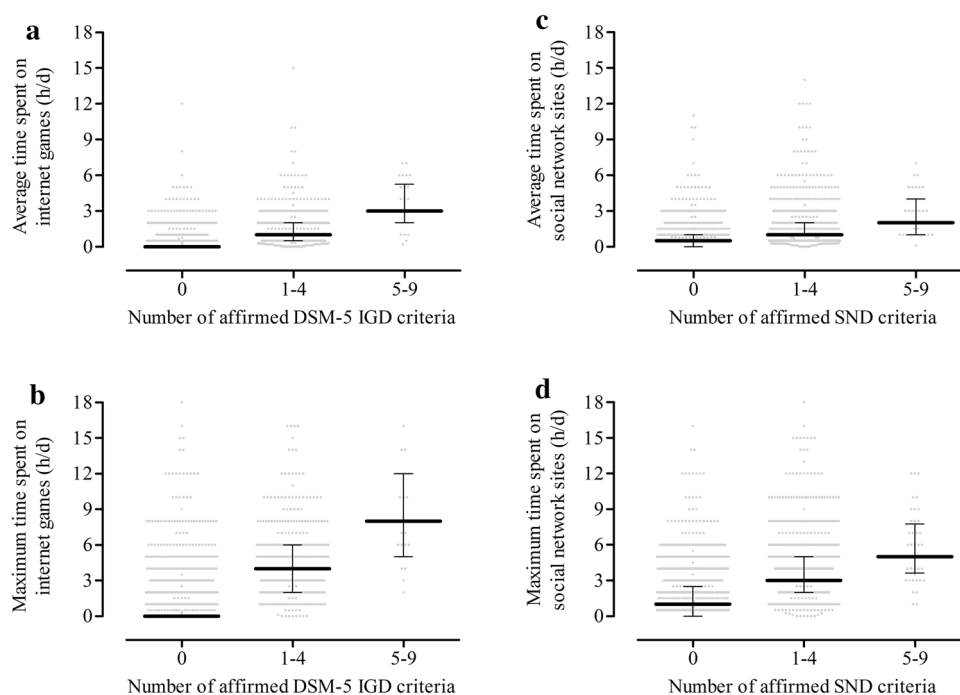 a
Average time spent on
internet games (h/d)
18
15
12
9
6
3
0
0 1-4 5-9
Number of affirmed DSM-5 IGD criteria
c
Average time spent on
social network sites (h/d)
18
15
12
9
6
3
0
0 1-4 5-9
Number of affirmed SND criteria
b
Maximum time spent on
internet games (h/d)
18
15
12
9
6
3
0
0 1-4 5-9
Number of affirmed DSM-5 IGD criteria
d
Maximum time spent on
social network sites (h/d)
18
15
12
9
6
3
0
0 1-4 5-9
Number of affirmed SND criteria